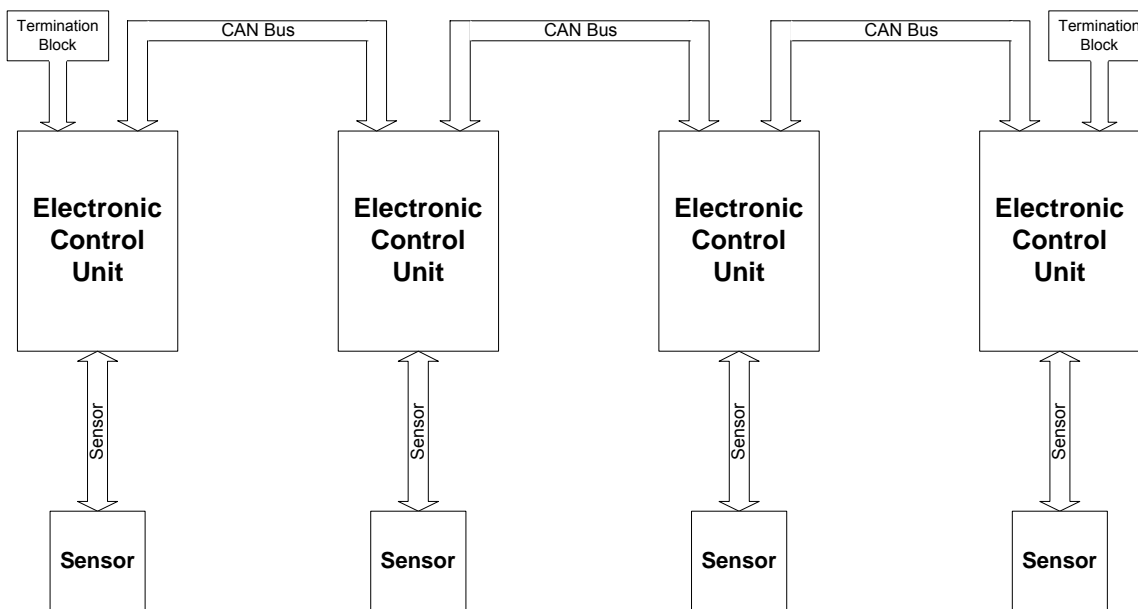 Termination
Block
CAN Bus
CAN Bus
CAN Bus
Termination
Block
Electronic
Control
Unit
Electronic
Control
Unit
Electronic
Control
Unit
Electronic
Control
Unit
Sensor
Sensor
Sensor
Sensor
Sensor
Sensor
Sensor
Sensor